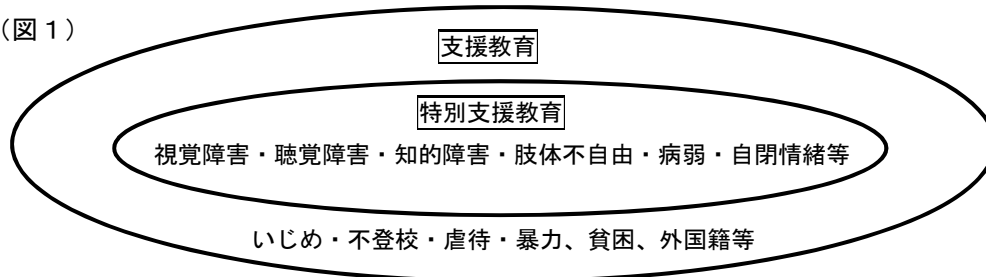 （図１）
支援教育
特別支援教育
視覚障害・聴覚障害・知的障害・肢体不自由・病弱・自閉情緒等
いじめ・不登校・虐待・暴力、貧困、外国籍等